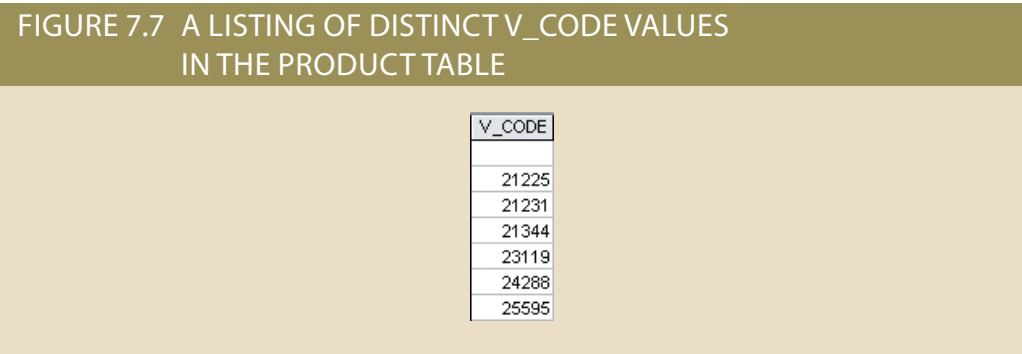 FIGURE 7.7 A LISTING OF DISTINCT V_CODE VALUES
IN THE PRODUCT TABLE
V_CODE
21225
21231
21344
23119
24288
25595